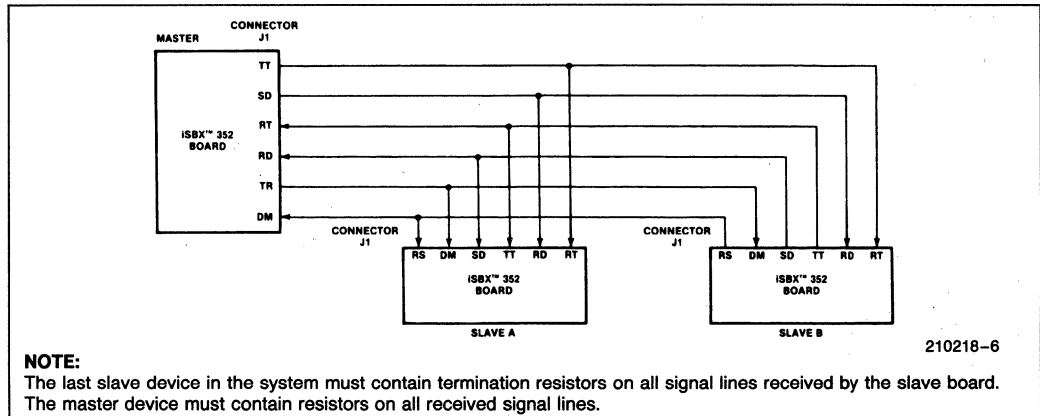 CONNECTOR
J1
MASTER
TT
SD
RT
RD
TR
DM
iSBX™ 352
BOARD
CONNECTOR
J1
RS DM SD TT RD RT
iSBX™ 352
BOARD
SLAVE A
CONNECTOR
J1
RS DM SD TT RD RT
iSBX™ 352
BOARD
SLAVE B
210218–6
NOTE:
The last slave device in the system must contain termination resistors on all signal lines received by the slave board.
The master device must contain resistors on all received signal lines.